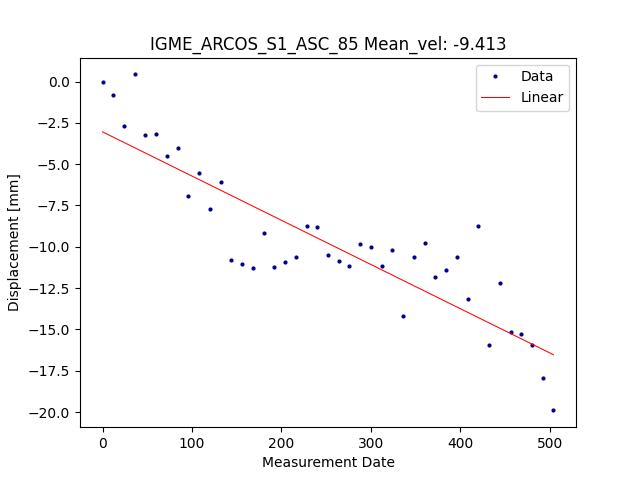 IGME_ARCOS_S1_ASC_85 Mean_vel: -9.413
Data
Linear
0.0
−2.5
−5.0
−7.5
−10.0
−12.5
−15.0
−17.5
−20.0
Displacement [mm]
0 100 200 300 400 500
Measurement Date